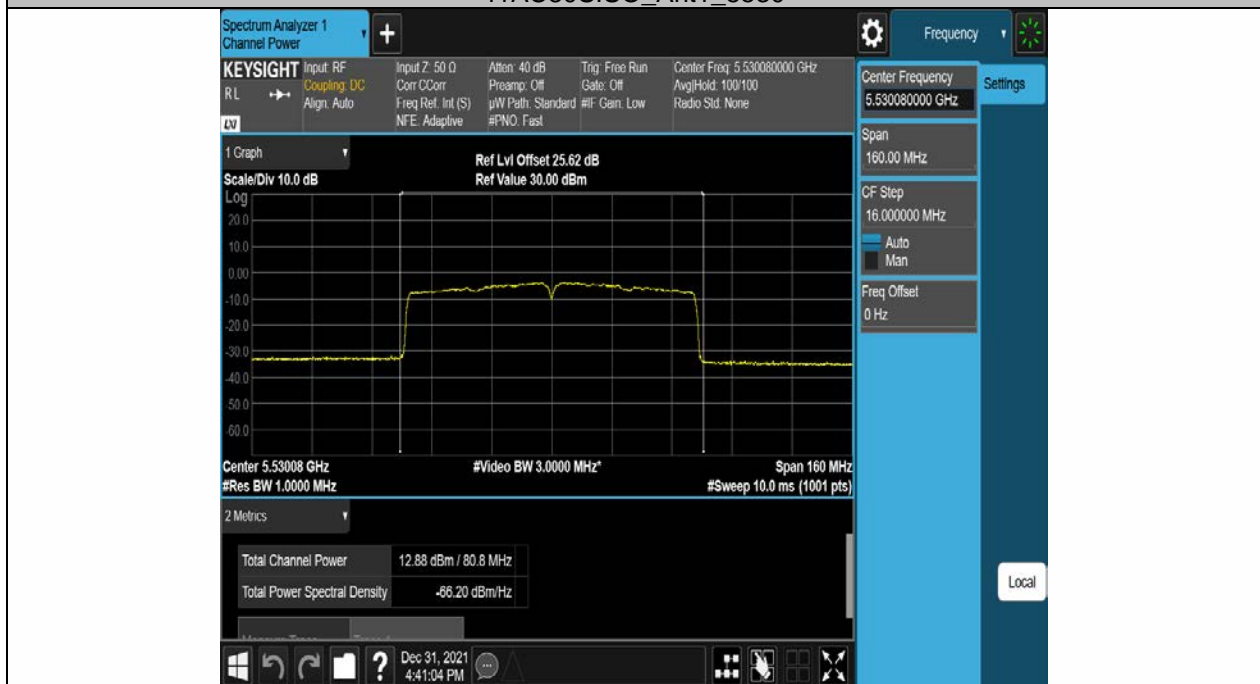 Spectrum Analyzer 1
Channel Power
+
Frequency
KEYSIGHT
RL
LXI
Input: RF
Coupling: DC
Align: Auto
Input Z: 50 Ω
Corr CCorr
Freq Ref: Int (S)
NFE: Adaptive
Atten: 40 dB
Preamp: Off
µW Path: Standard
#PNO: Fast
Trig: Free Run
Gate: Off
#IF Gain: Low
Center Freq: 5.530080000 GHz
Avg|Hold: 100/100
Radio Std: None
Center Frequency
5.530080000 GHz
Settings
Span
160.00 MHz
CF Step
16.000000 MHz
Auto
Man
Freq Offset
0 Hz
Local
1 Graph
Scale/Div 10.0 dB
Ref Lvl Offset 25.62 dB
Ref Value 30.00 dBm
Log
20.0
10.0
0.00
-10.0
-20.0
-30.0
-40.0
-50.0
-60.0
Center 5.53008 GHz
#Video BW 3.0000 MHz*
Span 160 MHz
#Res BW 1.0000 MHz
#Sweep 10.0 ms (1001 pts)
2 Metrics
Total Channel Power 12.88 dBm / 80.8 MHz
Total Power Spectral Density -66.20 dBm/Hz
?
Dec 31, 2021
4:41:04 PM